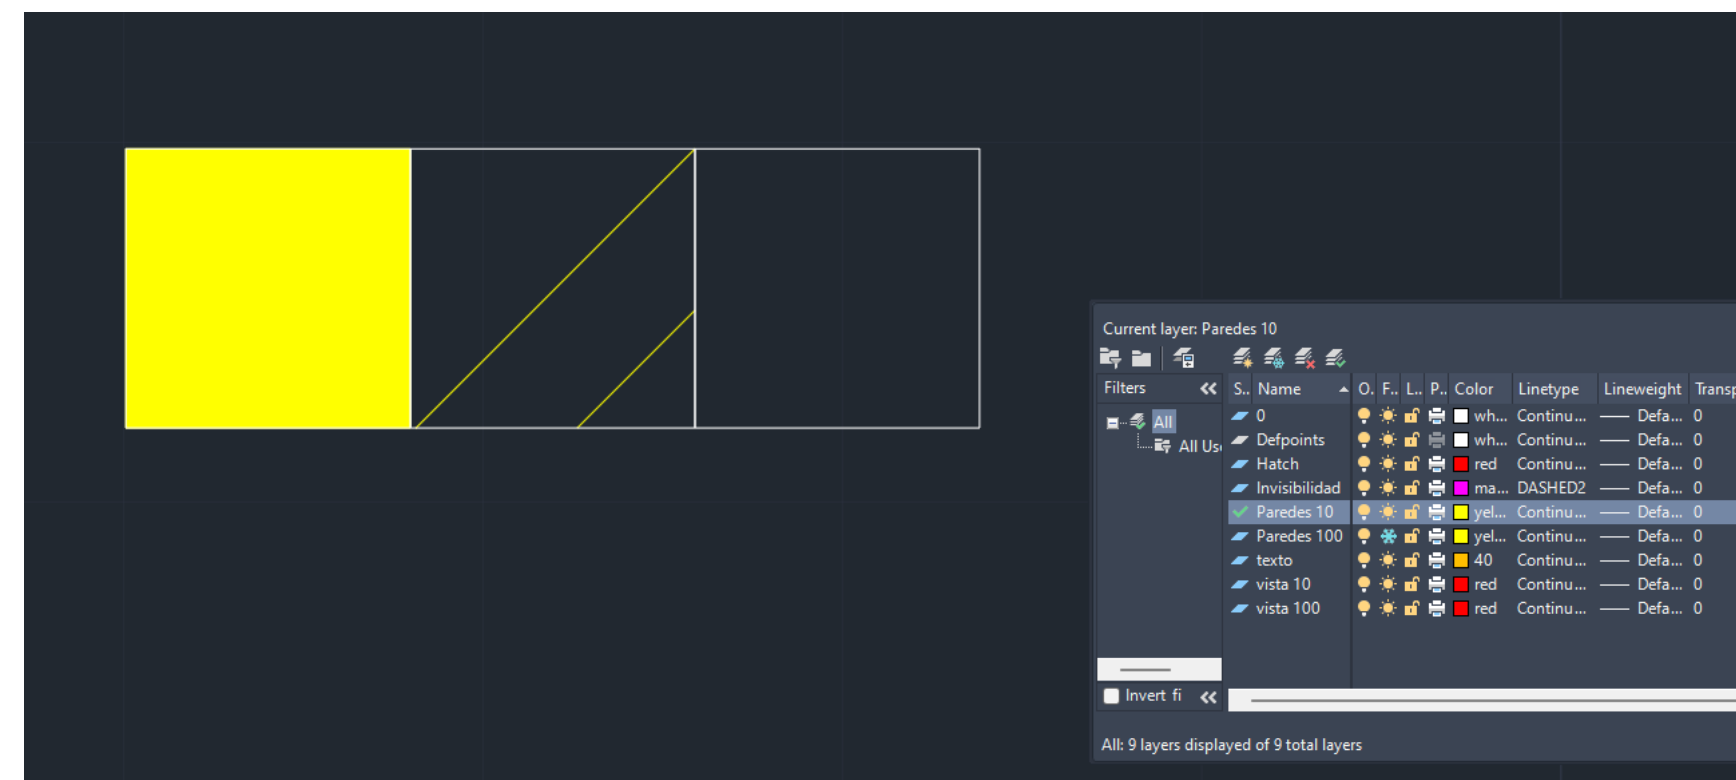 Current layer: Paredes 10
Filters
S.. Name O. F.. L.. P.. Color Linetype Lineweight Transp
All
All Use
0 wh... Continu... Defa... 0
Defpoints wh... Continu... Defa... 0
Hatch red Continu... Defa... 0
Invisibilidad ma... DASHED2 Defa... 0
Paredes 10 yel... Continu... Defa... 0
Paredes 100 yel... Continu... Defa... 0
texto 40 Continu... Defa... 0
vista 10 red Continu... Defa... 0
vista 100 red Continu... Defa... 0
Invert fi
All: 9 layers displayed of 9 total layers